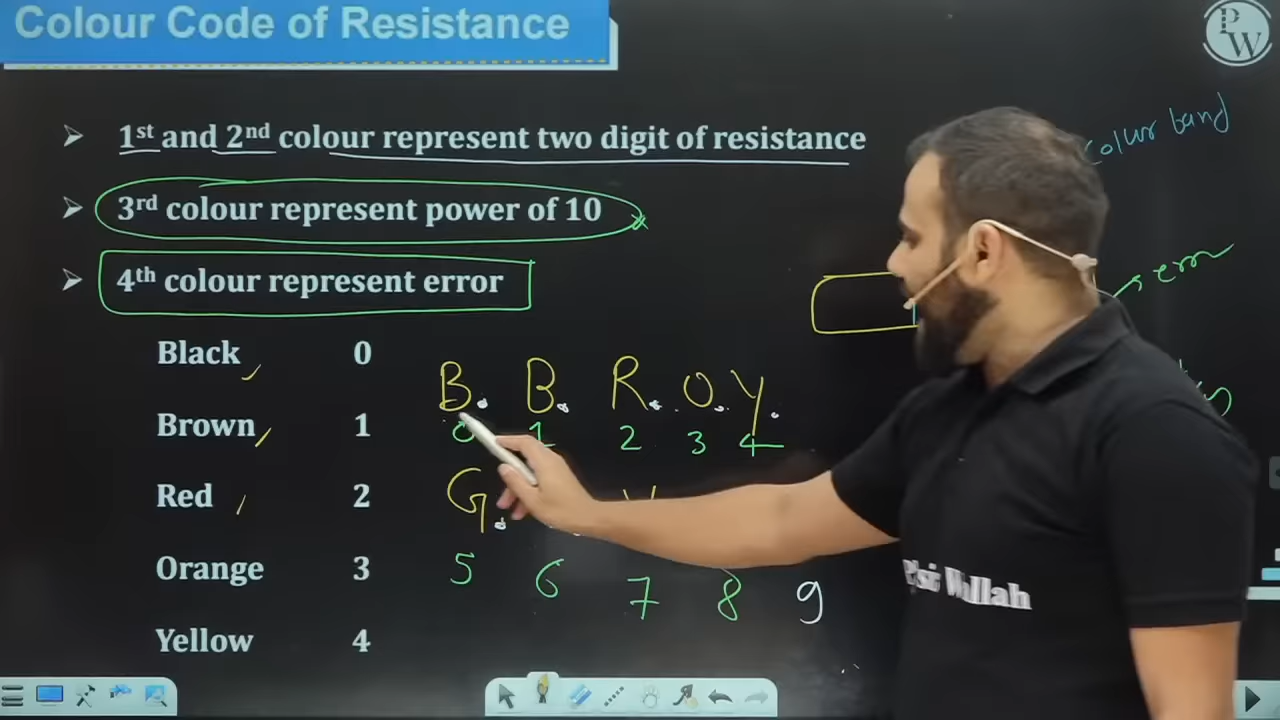 Colour Code of Resistance
PW
1st and 2nd colour represent two digit of resistance
colour band
3rd colour represent power of 10
4th colour represent error
error
Black 0
B. B. R. O. Y.
Brown 1
0 1 2 3 4
Red 2
G.
Orange 3
5 6 7 8 9
Yellow 4
Wallah